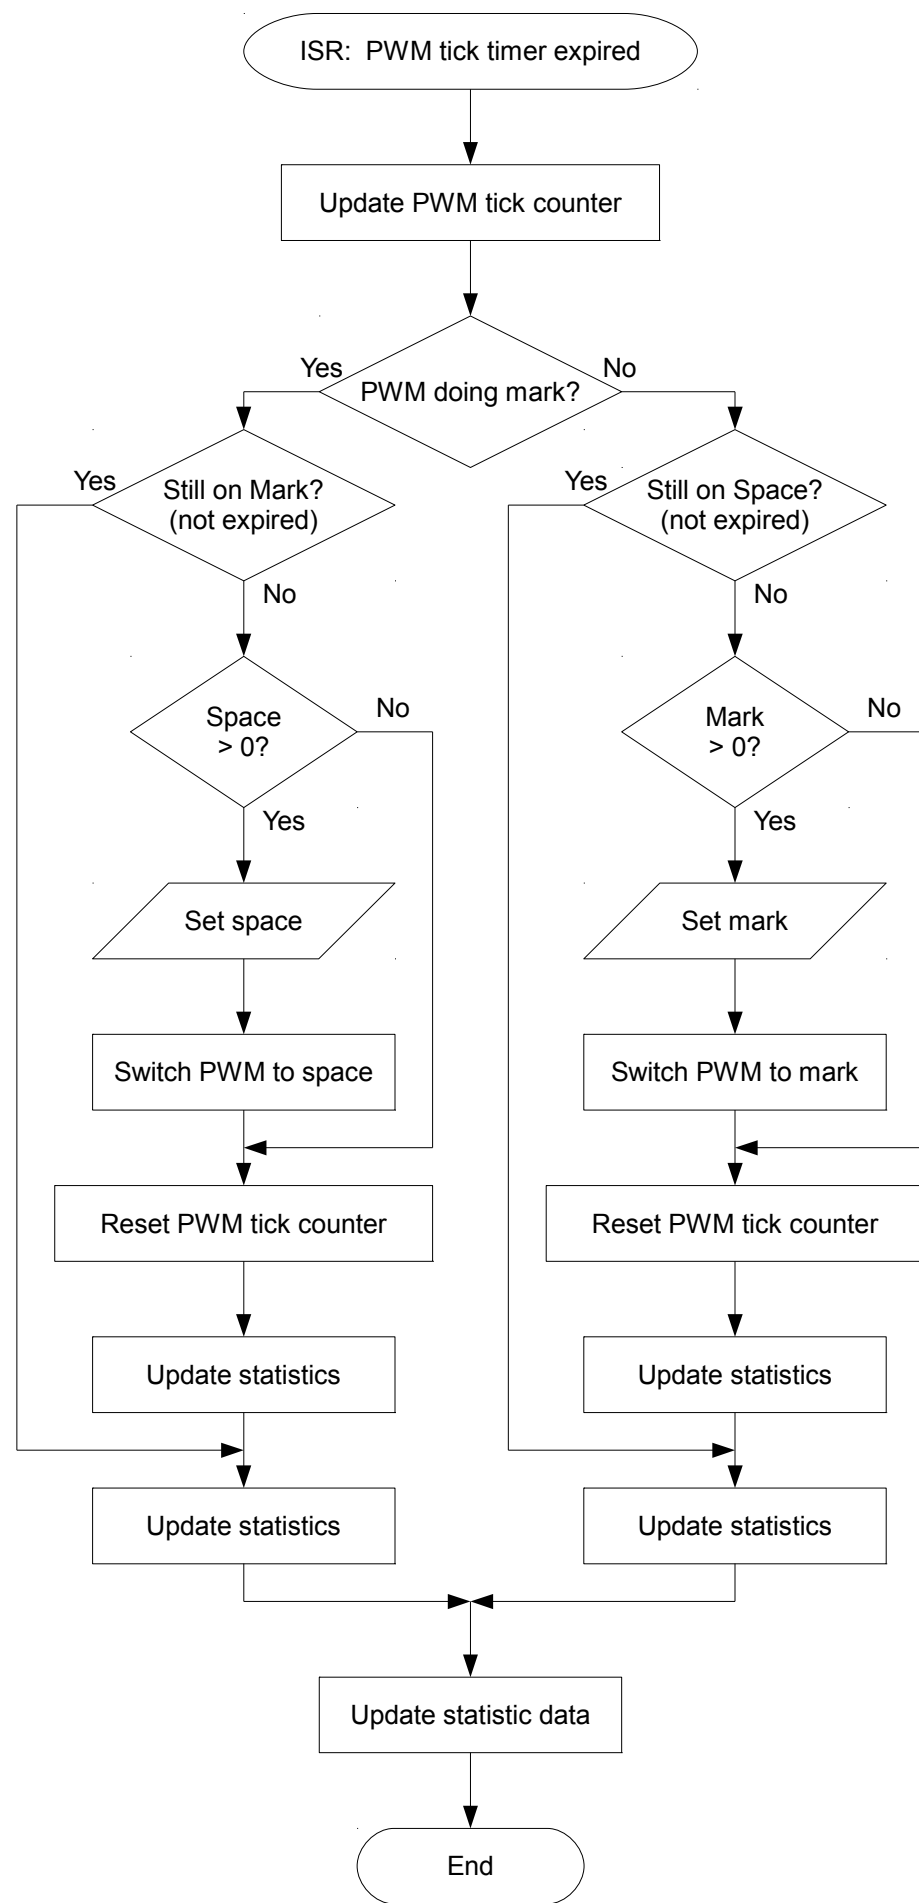 ISR:  PWM tick timer expired
Update PWM tick counter
Yes
No
PWM doing mark?
Yes
Still on Mark?
(not expired)
Yes
Still on Space?
(not expired)
No
No
Space
> 0?
No
Mark
> 0?
No
Yes
Yes
Set space
Set mark
Switch PWM to space
Switch PWM to mark
Reset PWM tick counter
Reset PWM tick counter
Update statistics
Update statistics
Update statistics
Update statistics
Update statistic data
End